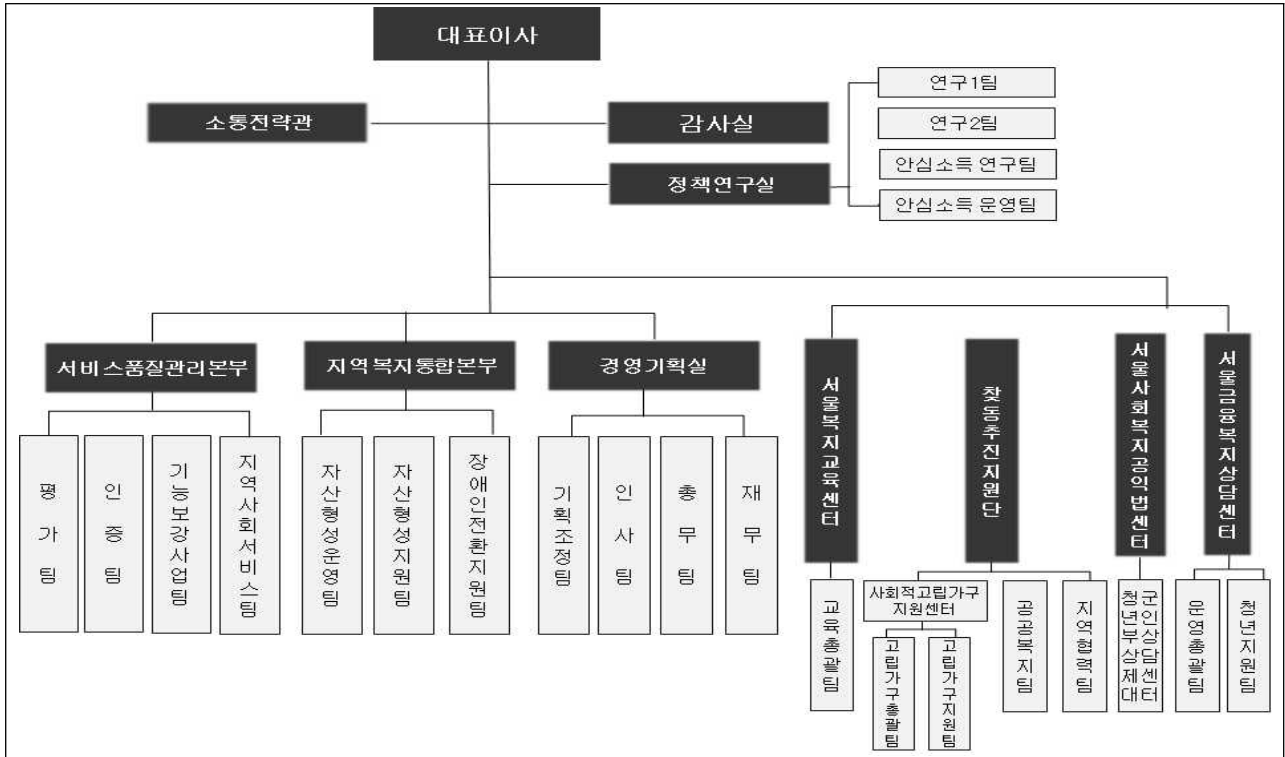 대표이사
소통전략관
감사실
정책연구실
연구1팀
연구2팀
안심소득 연구팀
안심소득 운영팀
서비스품질관리본부
지역복지통합본부
경영기획실
서울복지교육센터
찾동추진지원단
서울사회복지공익법센터
서울금융복지상담센터
평가팀
인증팀
기능보강사업팀
지역사회서비스팀
자산형성운영팀
자산형성지원팀
장애인전환지원팀
기획조정팀
인사팀
총무팀
재무팀
교육총괄팀
사회적고립가구
지원센터
고립가구총괄팀
고립가구지원팀
공공복지팀
지역협력팀
청년부상제대
군인상담센터
운영총괄팀
청년지원팀